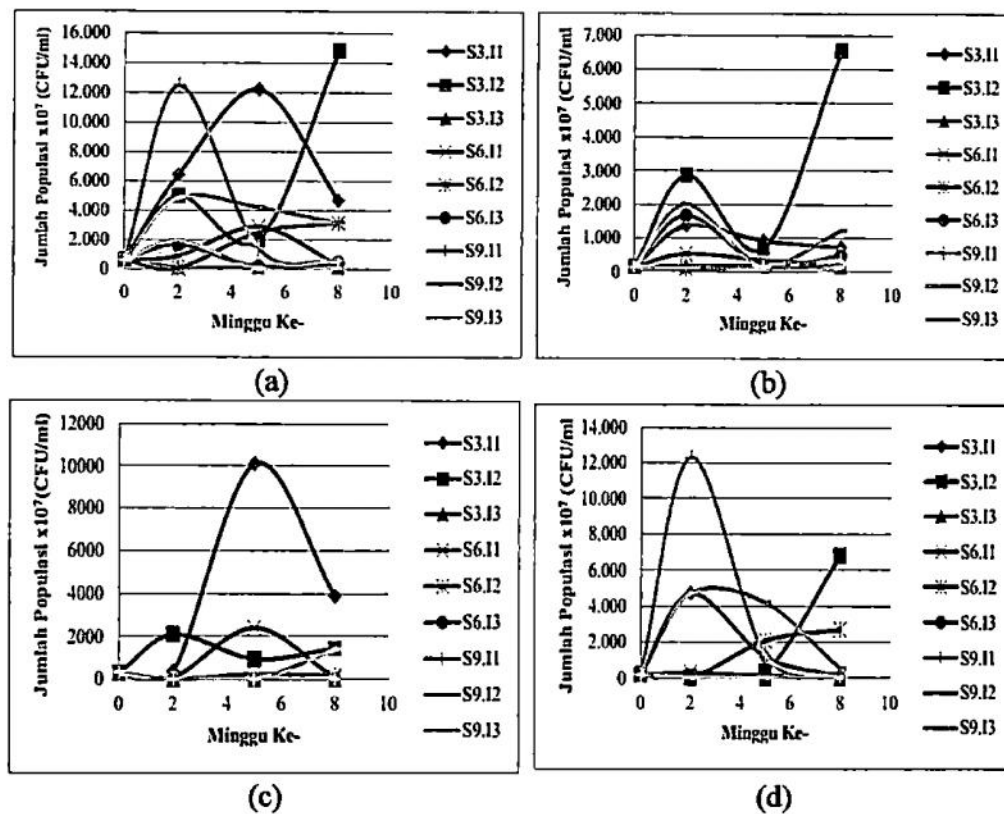 Jumlah Populasi x10⁷ (CFU/ml)
16.000
14.000
12.000
10.000
8.000
6.000
4.000
2.000
0
0 2 4 6 8 10
Minggu Ke-
S3.I1
S3.I2
S3.I3
S6.I1
S6.I2
S6.I3
S9.I1
S9.I2
S9.I3
(a)
Jumlah Populasi x10⁷ (CFU/ml
7.000
6.000
5.000
4.000
3.000
2.000
1.000
0
0 2 4 6 8 10
Minggu Ke-
S3.I1
S3.I2
S3.I3
S6.I1
S6.I2
S6.I3
S9.I1
S9.I2
S9.I3
(b)
Jumlah Populasi x10⁷ (CFU/ml)
12000
10000
8000
6000
4000
2000
0
0 2 4 6 8 10
Minggu Ke-
S3.I1
S3.I2
S3.I3
S6.I1
S6.I2
S6.I3
S9.I1
S9.I2
S9.I3
(c)
Jumlah Populasi x10⁷ (CFU/ml
14.000
12.000
10.000
8.000
6.000
4.000
2.000
0
0 2 4 6 8 10
Minggu Ke-
S3.I1
S3.I2
S3.I3
S6.I1
S6.I2
S6.I3
S9.I1
S9.I2
S9.I3
(d)